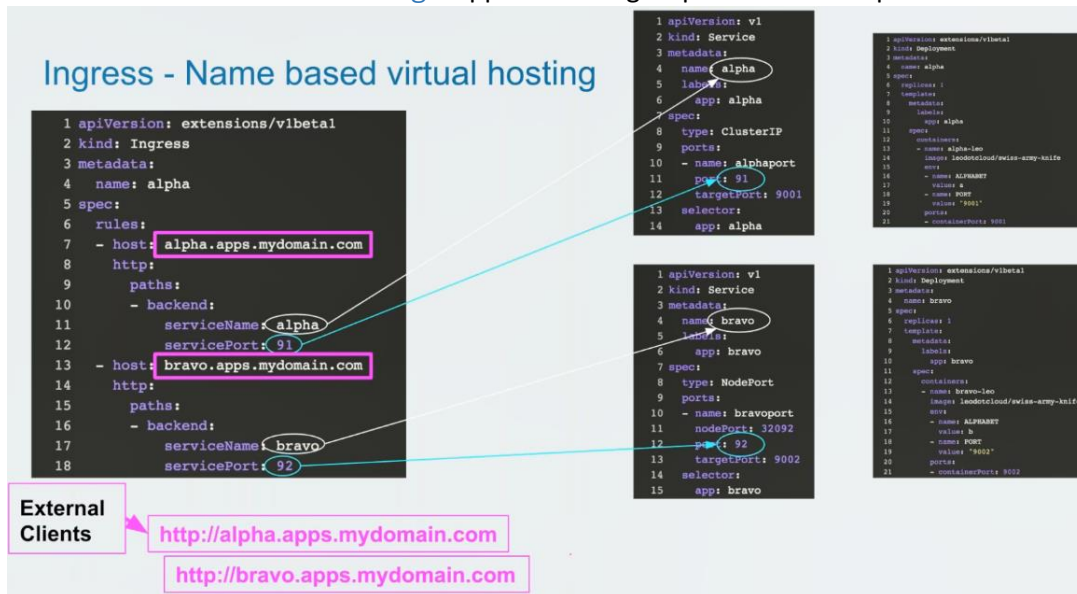 Ingress - Name based virtual hosting
1 apiVersion: extensions/v1beta1
2 kind: Ingress
3 metadata:
4   name: alpha
5 spec:
6   rules:
7   - host: alpha.apps.mydomain.com
8     http:
9       paths:
10       - backend:
11           serviceName: alpha
12           servicePort: 91
13   - host: bravo.apps.mydomain.com
14     http:
15       paths:
16       - backend:
17           serviceName: bravo
18           servicePort: 92
External
Clients
http://alpha.apps.mydomain.com
http://bravo.apps.mydomain.com
1 apiVersion: v1
2 kind: Service
3 metadata:
4   name: alpha
5   labels:
6     app: alpha
7 spec:
8   type: ClusterIP
9   ports:
10   - name: alphaport
11     port: 91
12     targetPort: 9001
13   selector:
14     app: alpha
1 apiVersion: extensions/v1beta1
2 kind: Deployment
3 metadata:
4   name: alpha
5 spec:
6   replicas: 1
7   template:
8     metadata:
9       labels:
10         app: alpha
11     spec:
12       containers:
13       - name: alpha-leo
14         image: leodotcloud/swiss-army-knife
15         env:
16         - name: ALPHABET
17           value: a
18         - name: PORT
19           value: "9001"
20         ports:
21         - containerPort: 9001
1 apiVersion: v1
2 kind: Service
3 metadata:
4   name: bravo
5   labels:
6     app: bravo
7 spec:
8   type: NodePort
9   ports:
10   - name: bravoport
11     nodePort: 32092
12     port: 92
13     targetPort: 9002
14   selector:
15     app: bravo
1 apiVersion: extensions/v1beta1
2 kind: Deployment
3 metadata:
4   name: bravo
5 spec:
6   replicas: 1
7   template:
8     metadata:
9       labels:
10         app: bravo
11     spec:
12       containers:
13       - name: bravo-leo
14         image: leodotcloud/swiss-army-knife
15         env:
16         - name: ALPHABET
17           value: b
18         - name: PORT
19           value: "9002"
20         ports:
21         - containerPort: 9002